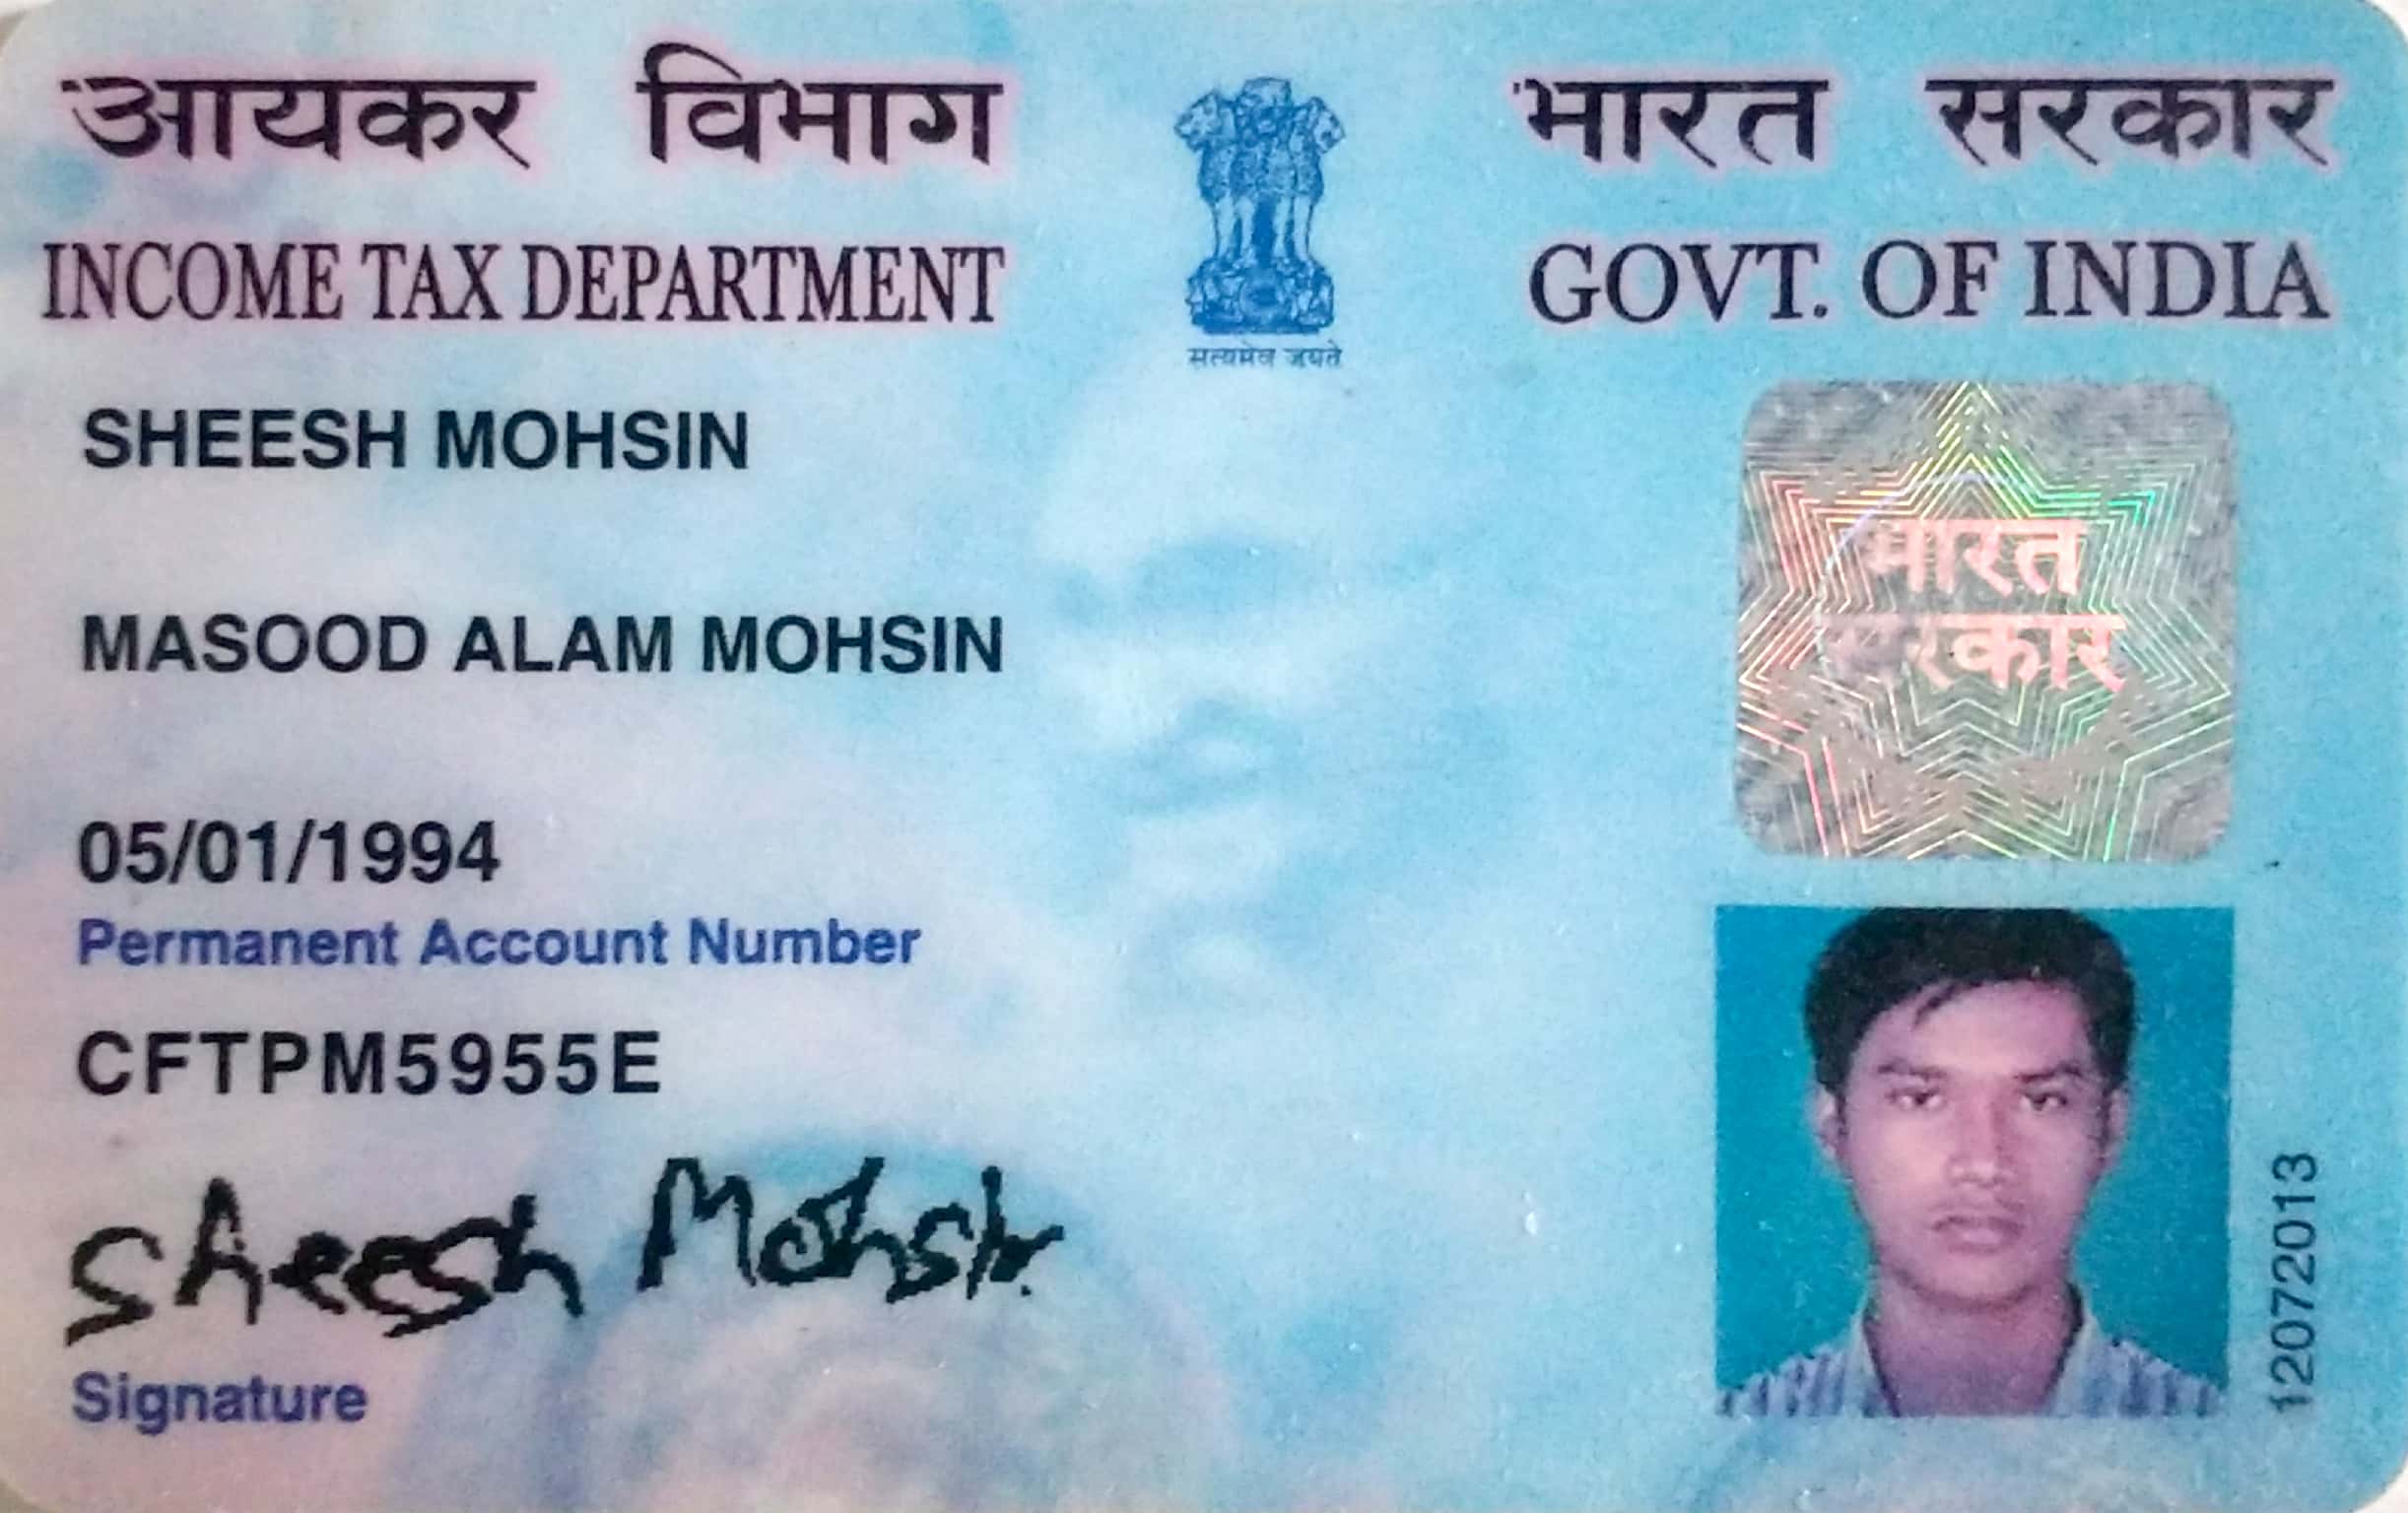 आयकर विभाग
INCOME TAX DEPARTMENT
भारत सरकार
GOVT. OF INDIA
सत्यमेव जयते
SHEESH MOHSIN
MASOOD ALAM MOHSIN
05/01/1994
Permanent Account Number
CFTPM5955E
Sheesh Mohsin
Signature
भारत
सरकार
12072013